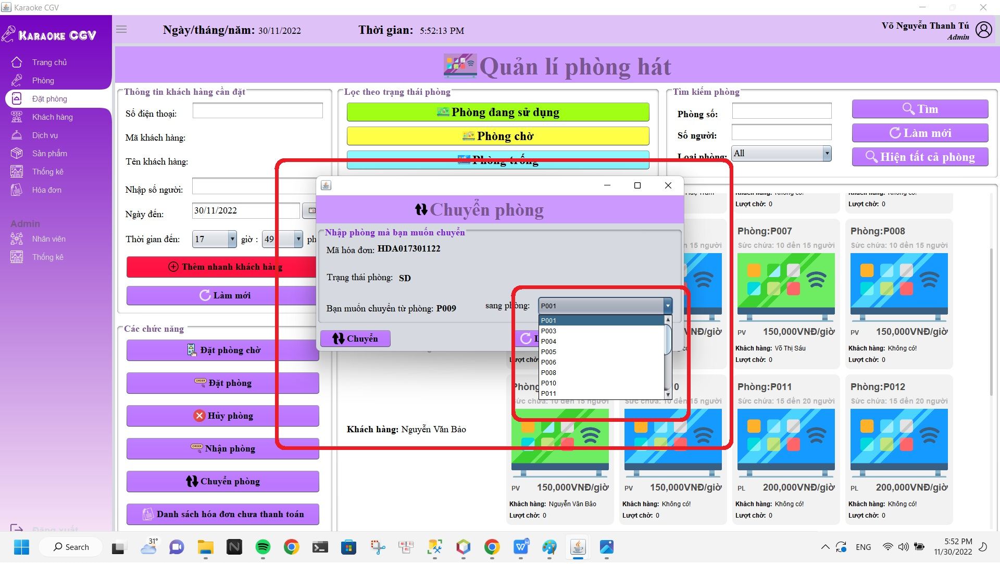 Karaoke CGV
KARAOKE CGV
Ngày/tháng/năm: 30/11/2022
Thời gian: 5:52:13 PM
Võ Nguyễn Thanh Tú
Admin
Trang chủ
Phòng
Đặt phòng
Khách hàng
Dịch vụ
Sản phẩm
Thống kê
Hóa đơn
Admin
Nhân viên
Thống kê
Đăng xuất
Quản lí phòng hát
Thông tin khách hàng cần đặt
Số điện thoại:
Mã khách hàng:
Tên khách hàng:
Nhập số người:
Ngày đến: 30/11/2022
Thời gian đến: 17 giờ : 49 ph
Thêm nhanh khách hàng
Làm mới
Các chức năng
Đặt phòng chờ
Đặt phòng
Hủy phòng
Nhận phòng
Chuyển phòng
Danh sách hóa đơn chưa thanh toán
Lọc theo trạng thái phòng
Phòng đang sử dụng
Phòng chờ
Phòng trống
Tìm kiếm phòng
Phòng số:
Số người:
Loại phòng: All
Tìm
Làm mới
Hiện tất cả phòng
Chuyển phòng
Nhập phòng mà bạn muốn chuyển
Mã hóa đơn: HDA017301122
Trạng thái phòng: SD
Bạn muốn chuyển từ phòng: P009
sang phòng: P001
P001
P003
P004
P005
P006
P008
P010
P011
Chuyển
Khách hàng: Nguyễn Văn Bảo
Khách hàng: Không có!
Lượt chờ: 0
Khách hàng: Không có!
Lượt chờ: 0
15 người
VNĐ/giờ
Lượt chờ
Phòng:P007
Sức chứa: 10 đến 15 người
PV 150,000VNĐ/giờ
Khách hàng: Võ Thị Sáu
Lượt chờ: 0
Phòng:P008
Sức chứa: 10 đến 15 người
PV 150,000VNĐ/giờ
Khách hàng: Không có!
Lượt chờ: 0
Phòng
Sức chứa: 10 đến 15 người
PV 150,000VNĐ/giờ
Khách hàng: Nguyễn Văn Bảo
Lượt chờ: 0
0
Sức chứa: 10 đến 15 người
PV 150,000VNĐ/giờ
Khách hàng: Không có!
Lượt chờ: 0
Phòng:P011
Sức chứa: 15 đến 20 người
PL 200,000VNĐ/giờ
Khách hàng: Không có!
Lượt chờ: 0
Phòng:P012
Sức chứa: 15 đến 20 người
PL 200,000VNĐ/giờ
Khách hàng: Không có!
Lượt chờ: 0
Search
31°
ENG
5:52 PM
11/30/2022